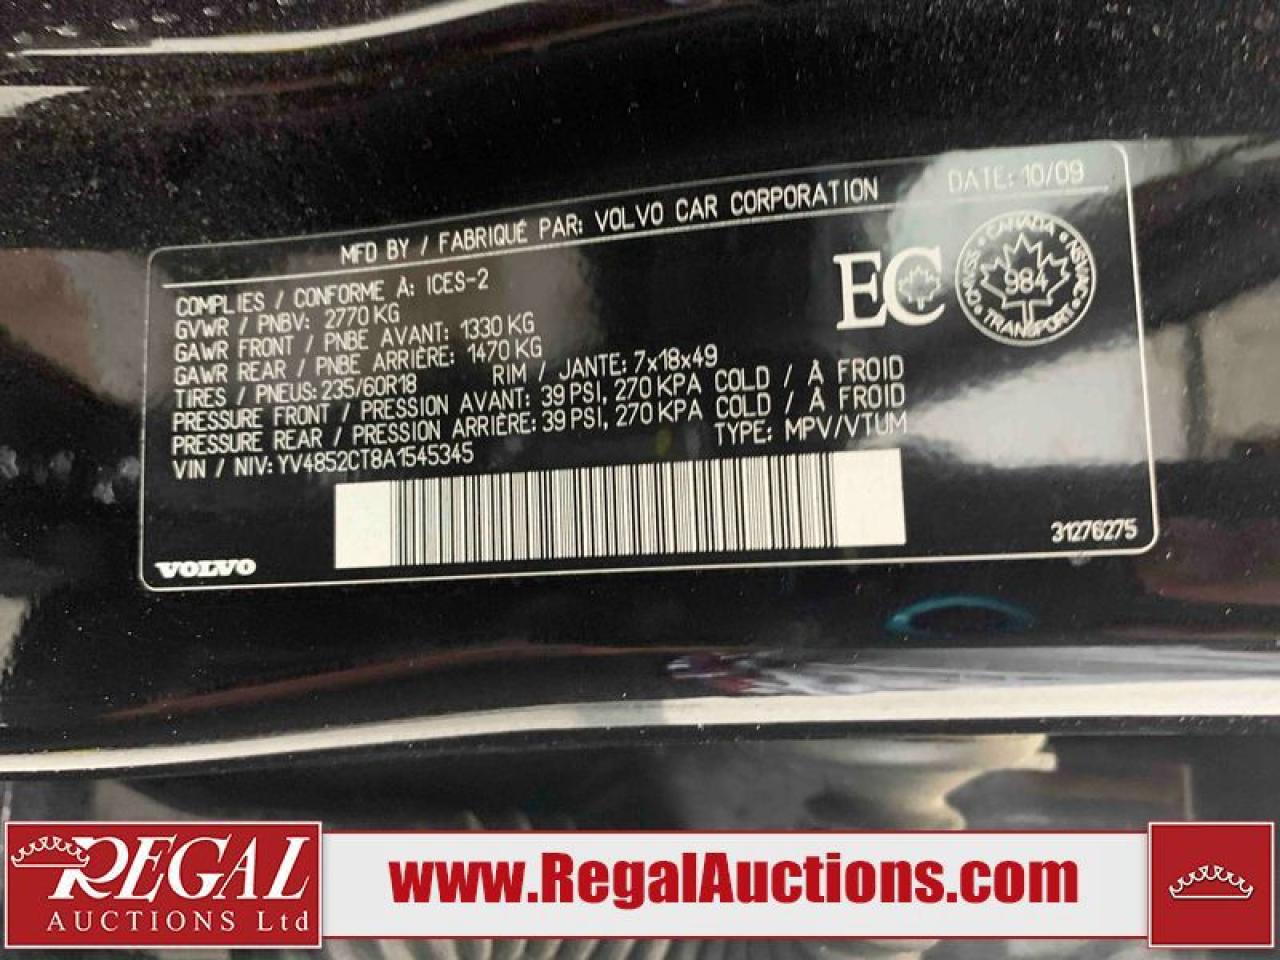 MFD BY / FABRIQUÉ PAR: VOLVO CAR CORPORATION DATE: 10/09
COMPLIES / CONFORME À: ICES-2
GVWR / PNBV: 2770 KG
GAWR FRONT / PNBE AVANT: 1330 KG
GAWR REAR / PNBE ARRIÈRE: 1470 KG
TIRES / PNEUS: 235/60R18 RIM / JANTE: 7x18x49
PRESSURE FRONT / PRESSION AVANT: 39 PSI, 270 KPA COLD / À FROID
PRESSURE REAR / PRESSION ARRIÈRE: 39 PSI, 270 KPA COLD / À FROID
VIN / NIV: YV4852CT8A1545345 TYPE: MPV/VTUM
EC
CANADA
CMVSS 984 NSVAC
TRANSPORT
VOLVO
31276275
REGAL
AUCTIONS Ltd
www.RegalAuctions.com